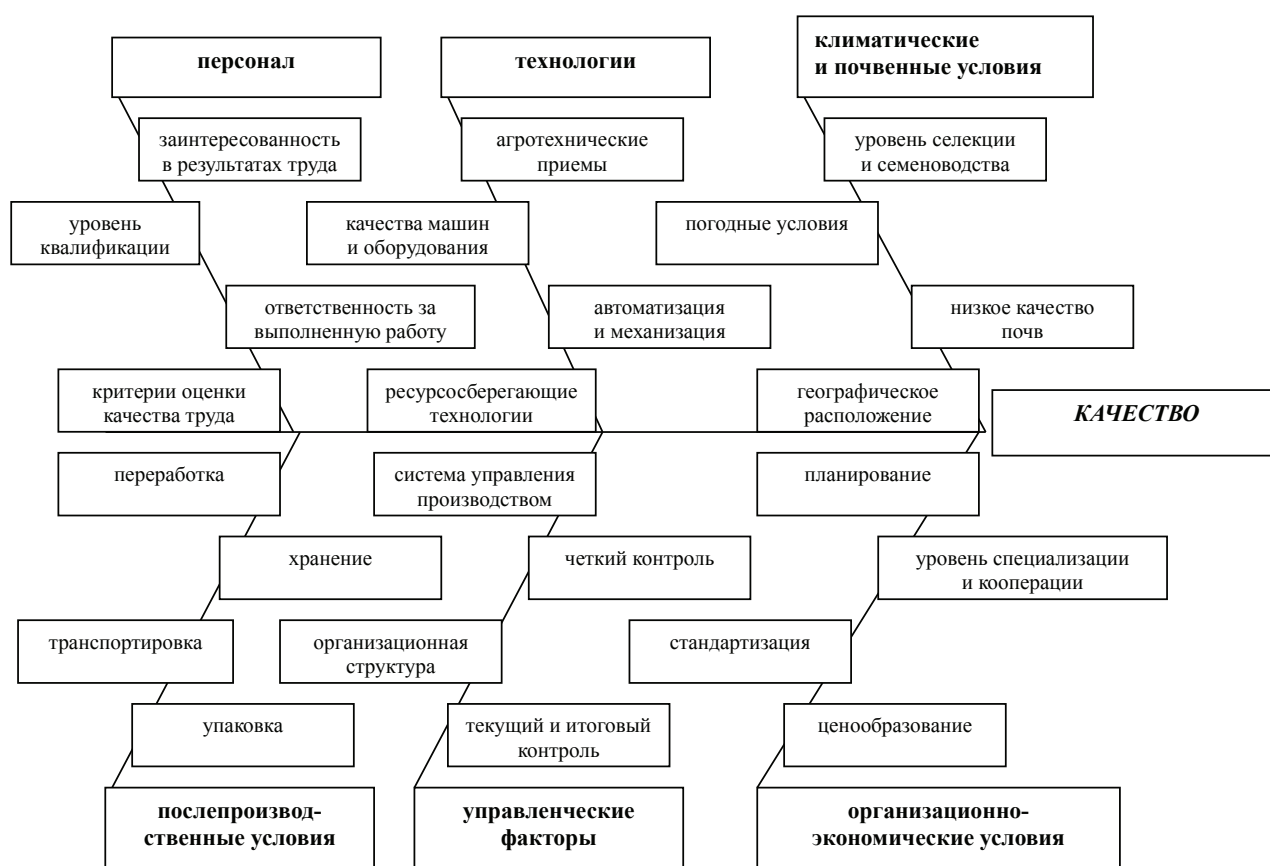 персонал
технологии
климатические
и почвенные условия
заинтересованность
в результатах труда
агротехнические
приемы
уровень селекции
и семеноводства
уровень
квалификации
качества машин
и оборудования
погодные условия
ответственность за
выполненную работу
автоматизация
и механизация
низкое качество
почв
критерии оценки
качества труда
ресурсосберегающие
технологии
географическое
расположение
КАЧЕСТВО
переработка
система управления
производством
планирование
хранение
четкий контроль
уровень специализации
и кооперации
транспортировка
организационная
структура
стандартизация
упаковка
текущий и итоговый
контроль
ценообразование
послепроизвод-
ственные условия
управленческие
факторы
организационно-
экономические условия